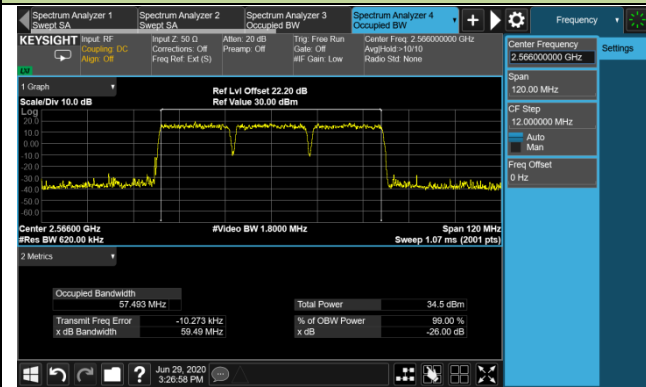 Spectrum Analyzer 1
Swept SA
Spectrum Analyzer 2
Swept SA
Spectrum Analyzer 3
Occupied BW
Spectrum Analyzer 4
Occupied BW
Frequency
KEYSIGHT
Input: RF
Coupling: DC
Align: Off
Input Z: 50 Ω
Corrections: Off
Freq Ref: Ext (S)
Atten: 20 dB
Preamp: Off
Trig: Free Run
Gate: Off
#IF Gain: Low
Center Freq: 2.566000000 GHz
Avg|Hold:>10/10
Radio Std: None
LV
Center Frequency
2.566000000 GHz
Settings
Span
120.00 MHz
CF Step
12.000000 MHz
Auto
Man
Freq Offset
0 Hz
1 Graph
Scale/Div 10.0 dB
Ref Lvl Offset 22.20 dB
Ref Value 30.00 dBm
Log
20.0
10.0
0.00
-10.0
-20.0
-30.0
-40.0
-50.0
-60.0
Center 2.56600 GHz
#Res BW 620.00 kHz
#Video BW 1.8000 MHz
Span 120 MHz
Sweep 1.07 ms (2001 pts)
2 Metrics
Occupied Bandwidth
57.493 MHz
Total Power 34.5 dBm
Transmit Freq Error -10.273 kHz
% of OBW Power 99.00 %
x dB Bandwidth 59.49 MHz
x dB -26.00 dB
?
Jun 29, 2020
3:26:58 PM